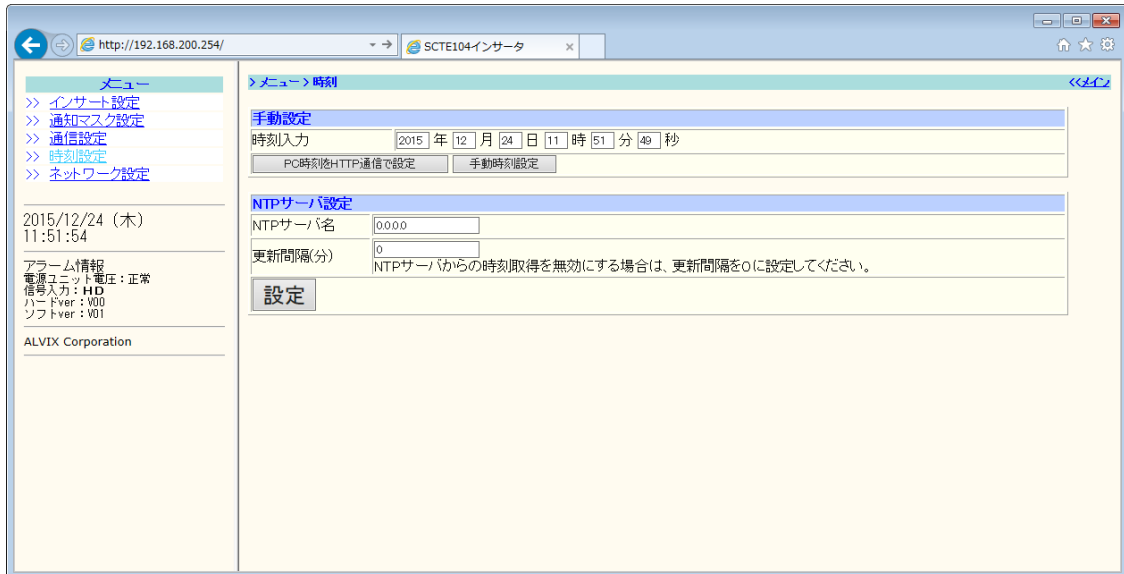 http://192.168.200.254/
SCTE104インサータ
メニュー
>> インサート設定
>> 通知マスク設定
>> 通信設定
>> 時刻設定
>> ネットワーク設定
2015/12/24 (木)
11:51:54
アラーム情報
電源ユニット電圧：正常
信号入力：HD
ハードver：V00
ソフトver：V01
ALVIX Corporation
> メニュー > 時刻
<<メイン
手動設定
時刻入力 2015 年 12 月 24 日 11 時 51 分 49 秒
PC時刻をHTTP通信で設定 手動時刻設定
NTPサーバ設定
NTPサーバ名 0.0.0.0
更新間隔(分) 0
NTPサーバからの時刻取得を無効にする場合は、更新間隔を0に設定してください。
設定